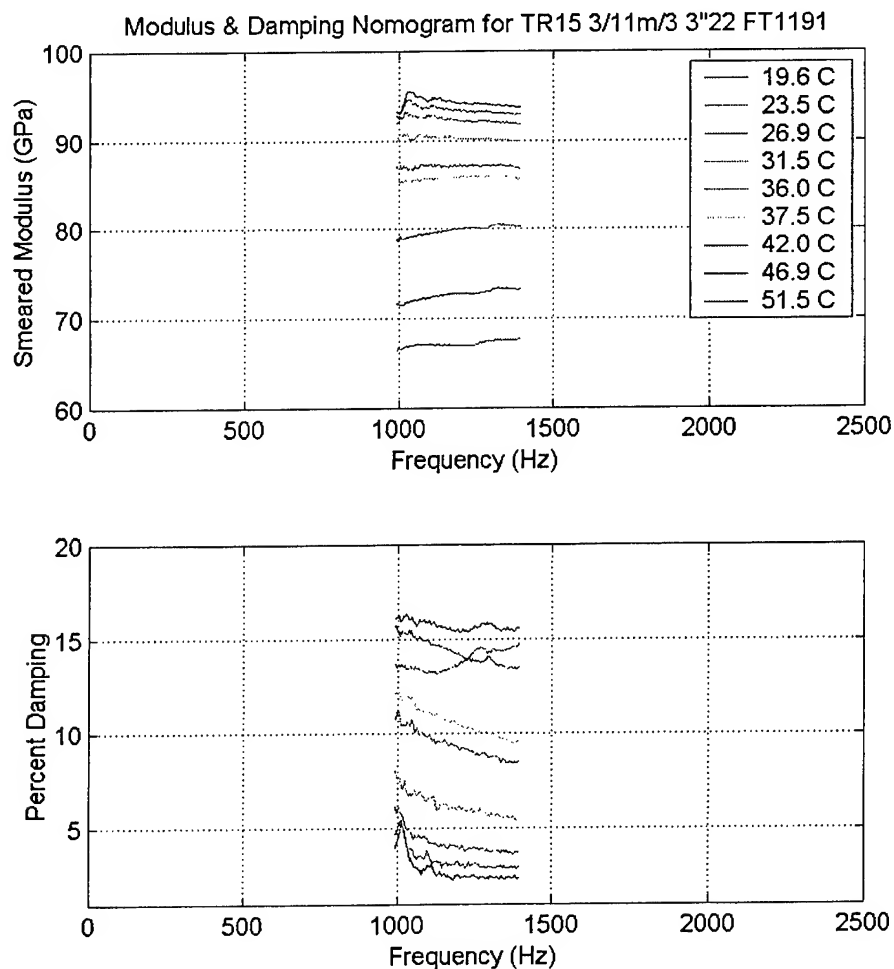 Modulus & Damping Nomogram for TR15 3/11m/3 3"22 FT1191
100
90
80
70
60
Smeared Modulus (GPa)
19.6 C
23.5 C
26.9 C
31.5 C
36.0 C
37.5 C
42.0 C
46.9 C
51.5 C
0 500 1000 1500 2000 2500
Frequency (Hz)
20
15
10
5
Percent Damping
0 500 1000 1500 2000 2500
Frequency (Hz)